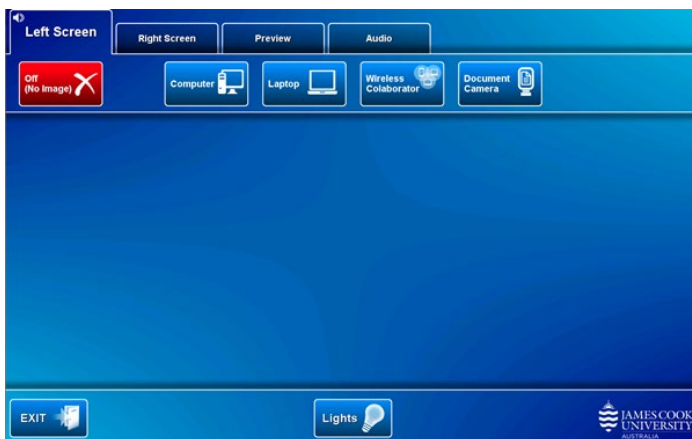 Left Screen
Right Screen
Preview
Audio
Off
(No Image)
Computer
Laptop
Wireless
Colaborator
Document
Camera
EXIT
Lights
JAMES COOK
UNIVERSITY
AUSTRALIA